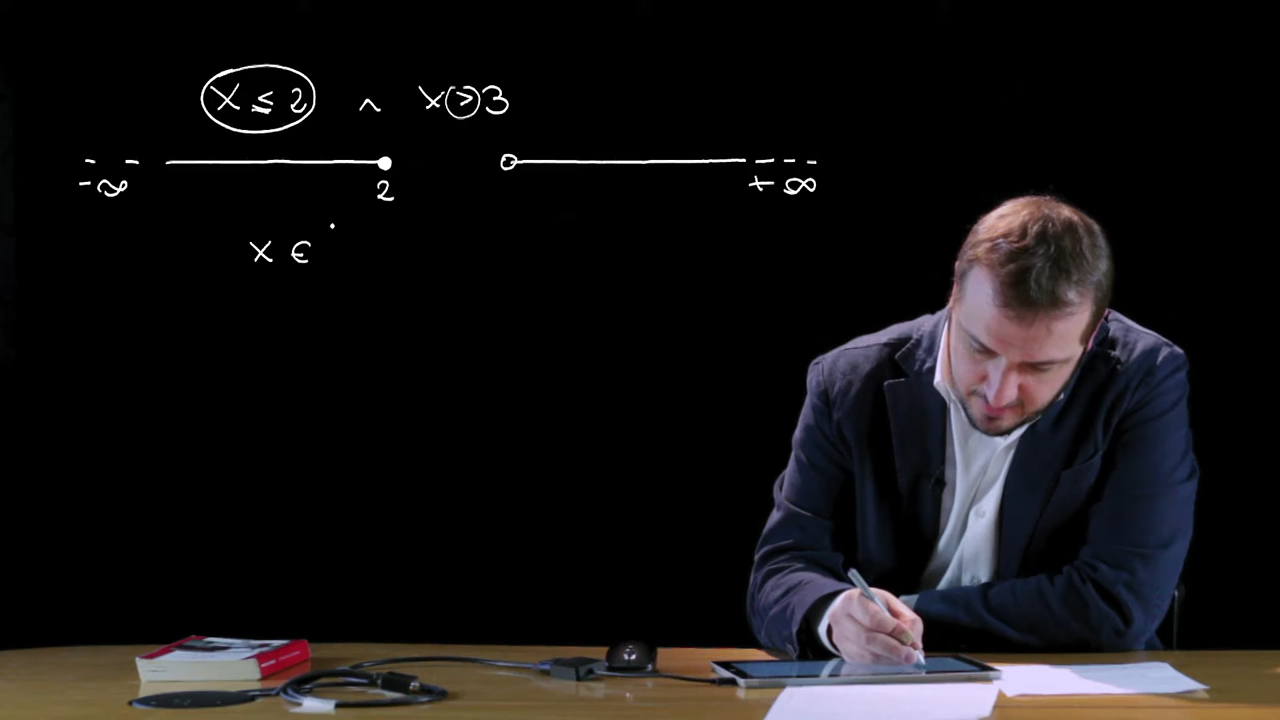 x ≤ 2 ∧ x > 3
-∞ 2 + ∞
x ∈